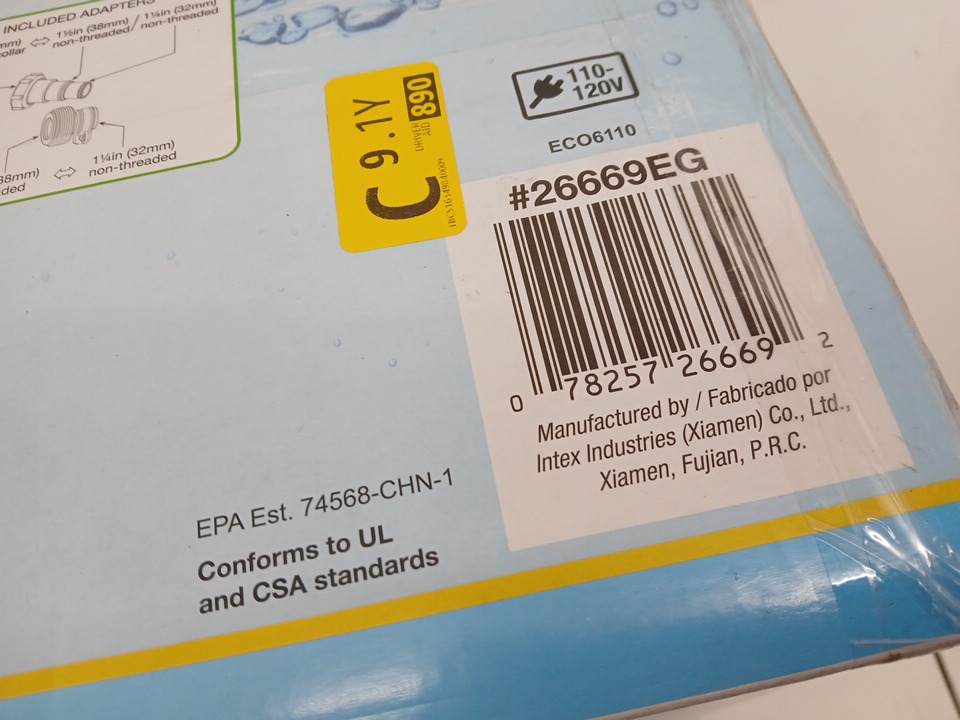 INCLUDED ADAPTERS
1½in (38mm) / 1¼in (32mm)
collar non-threaded non-threaded
38mm) 1¼in (32mm)
non-threaded
C 9.1Y
DRIVER AID 890
110-
120V
ECO6110
#26669EG
0 78257 26669 2
Manufactured by / Fabricado por
Intex Industries (Xiamen) Co., Ltd.,
Xiamen, Fujian, P.R.C.
EPA Est. 74568-CHN-1
Conforms to UL
and CSA standards